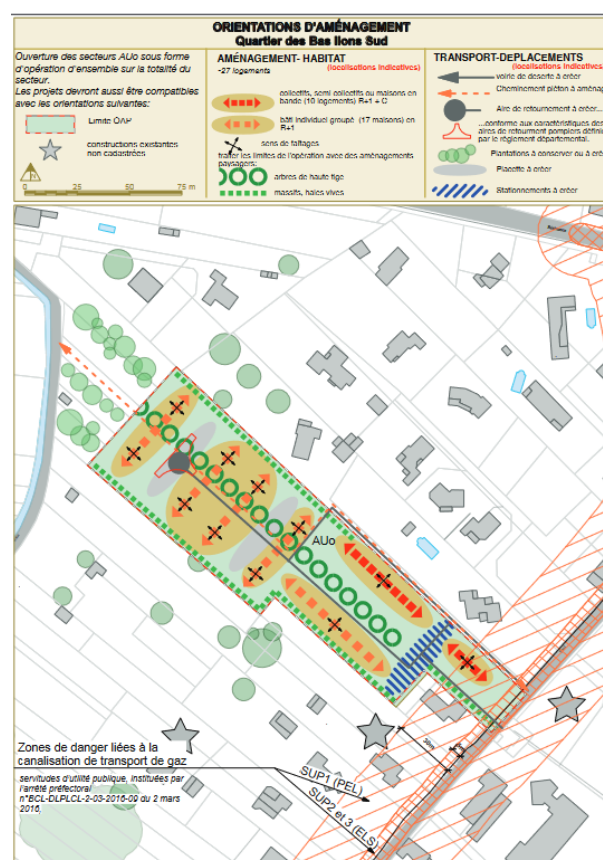 ORIENTATIONS D'AMÉNAGEMENT
Quartier des Bas lions Sud
Ouverture des secteurs AUo sous forme
d'opération d'ensemble sur la totalité du
secteur.
Les projets devront aussi être compatibles
avec les orientations suivantes:
Limite OAP
constructions existantes
non cadastrées
0 25 50 75 m
AMÉNAGEMENT- HABITAT
-27 logements
(localisations indicatives)
collectifs, semi collectifs ou maisons en
bande (10 logements) R+1 + C
bâti individuel groupé (17 maisons) en
R+1
sens de faîtages
traiter les limites de l'opération avec des aménagements
paysagers:
arbres de haute tige
massifs, haies vives
TRANSPORT-DEPLACEMENTS
(localisations indicatives
voirie de deserte à créer
Cheminement piéton à aménag
Aire de retournement à créer...
...conforme aux caractéristiques des
aires de retourment pompiers défini
par le règlement départemental.
Plantations à conserver ou à cré
Placette à créer
Stationnements à créer
AUo
30m
Zones de danger liées à la
canalisation de transport de gaz
servitudes d'utilité publique, instituées par
l'arrêté préfectoral
n°BCL-DLPLCL-2-03-2016-09 du 2 mars
2016,
SUP1 (PEL)
SUP2 et 3 (ELS)